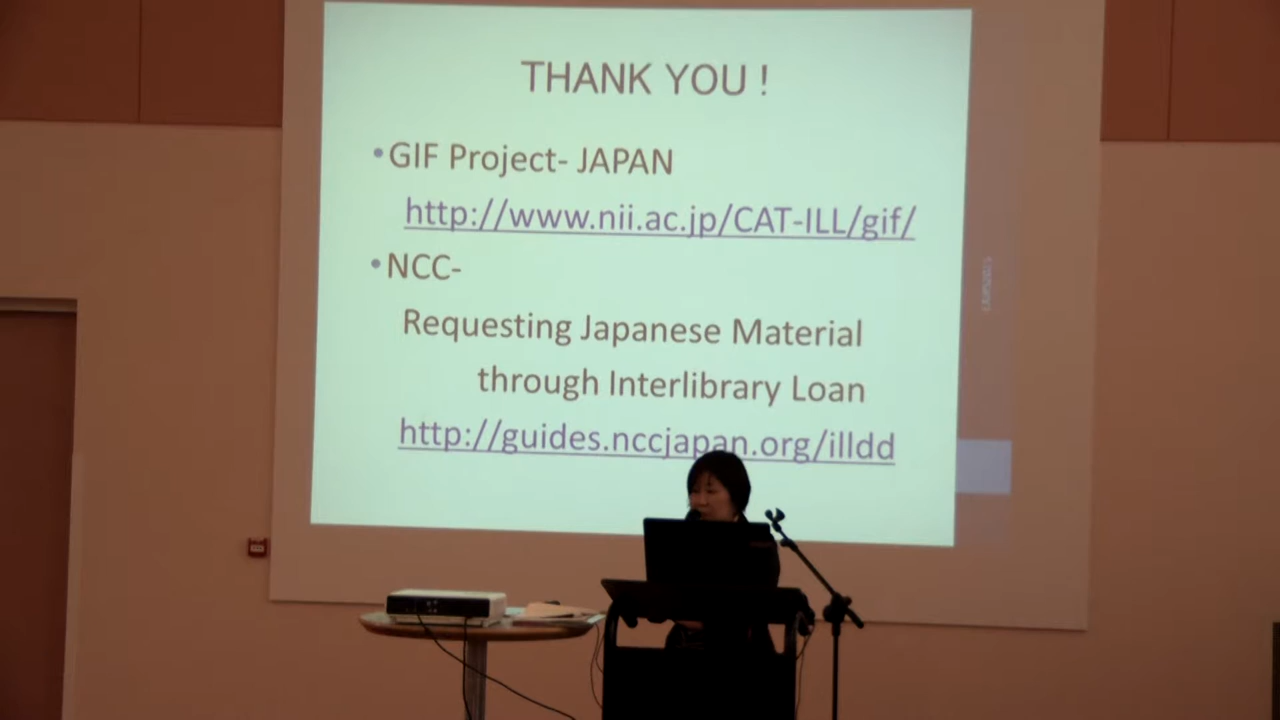 THANK YOU !
•GIF Project- JAPAN
http://www.nii.ac.jp/CAT-ILL/gif/
•NCC-
Requesting Japanese Material
through Interlibrary Loan
http://guides.nccjapan.org/illdd